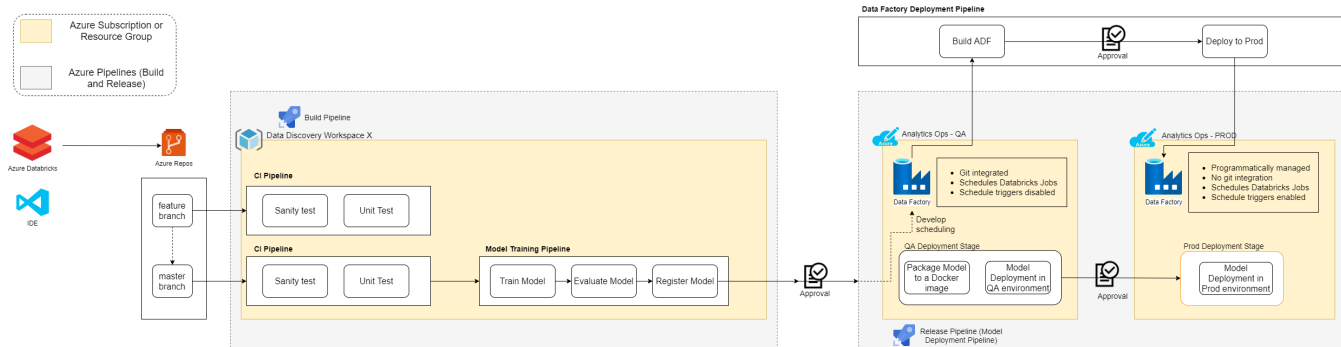 Data Factory Deployment Pipeline
Azure Subscription or
Resource Group
Azure Pipelines (Build
and Release)
Build ADF
Approval
Deploy to Prod
Build Pipeline
Data Discovery Workspace X
Azure Databricks
Azure Repos
IDE
feature
branch
master
branch
CI Pipeline
Sanity test
Unit Test
CI Pipeline
Sanity test
Unit Test
Model Training Pipeline
Train Model
Evaluate Model
Register Model
Approval
Azure
Analytics Ops - QA
Data Factory
• Git integrated
• Schedules Databricks Jobs
• Schedule triggers disabled
Develop
scheduling
QA Deployment Stage
Package Model
to a Docker
image
Model
Deployment in
QA environment
Approval
Azure
Analytics Ops - PROD
Data Factory
• Programmatically managed
• No git integration
• Schedules Databricks Jobs
• Schedule triggers enabled
Prod Deployment Stage
Model
Deployment in
Prod environment
Release Pipeline (Model
Deployment Pipeline)